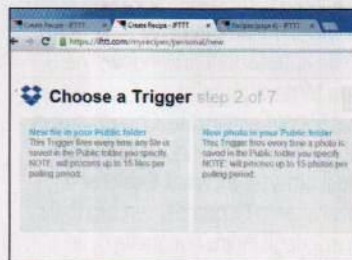 Create Recipe - IFTTT
Create Recipe - IFTTT
Recipes (page 4) - IFTTT
https://ifttt.com/myrecipes/personal/new
Choose a Trigger step 2 of 7
New file in your Public folder
This Trigger fires every time any file is
saved in the Public folder you specify.
NOTE: will process up to 15 files per
polling period.
New photo in your Public folder
This Trigger fires every time a photo is
saved in the Public folder you specify.
NOTE: will process up to 15 photos per
polling period.